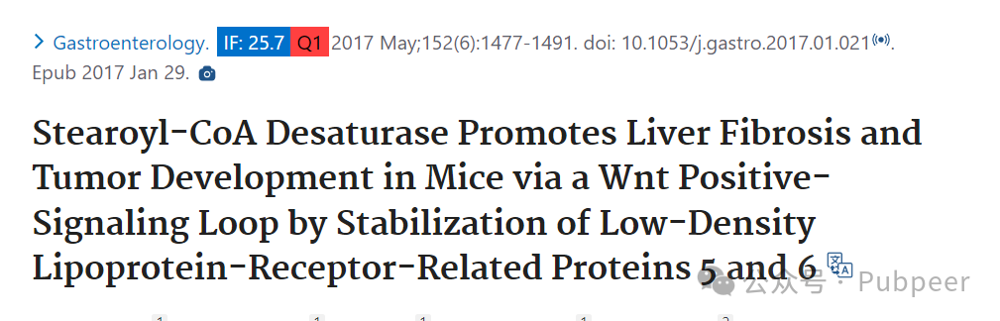 Gastroenterology. IF: 25.7 Q1 2017 May;152(6):1477-1491. doi: 10.1053/j.gastro.2017.01.021.
Epub 2017 Jan 29.
Stearoyl-CoA Desaturase Promotes Liver Fibrosis and
Tumor Development in Mice via a Wnt Positive-
Signaling Loop by Stabilization of Low-Density
Lipoprotein-Receptor-Related Proteins 5 and 6
公众号 · Pubpeer